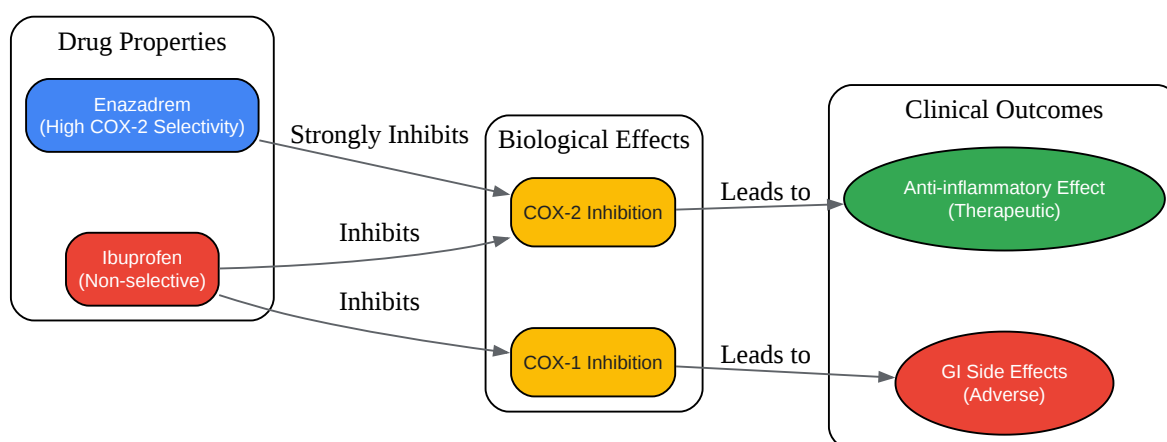 Drug Properties
Enazadrem
(High COX-2 Selectivity)
Ibuprofen
(Non-selective)
Strongly Inhibits
Inhibits
Inhibits
Biological Effects
COX-2 Inhibition
COX-1 Inhibition
Leads to
Leads to
Clinical Outcomes
Anti-inflammatory Effect
(Therapeutic)
GI Side Effects
(Adverse)